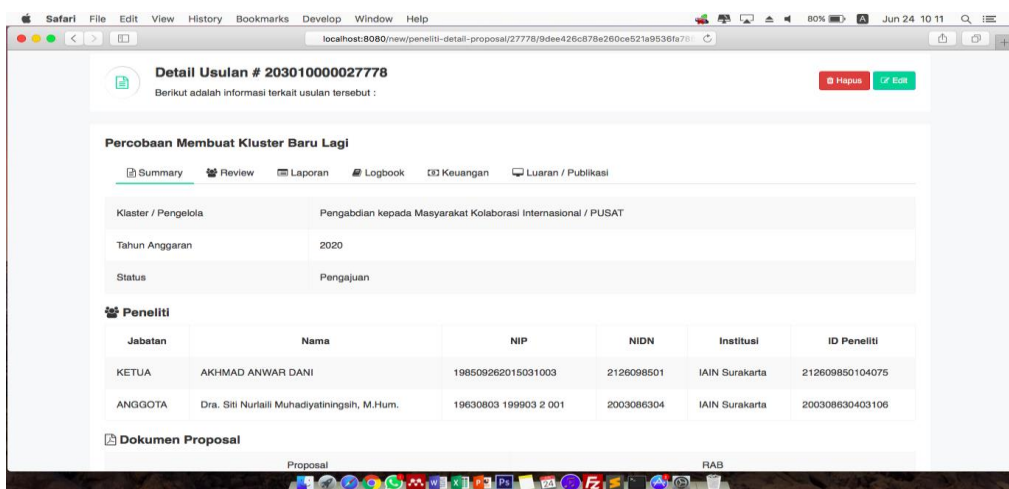 Safari File Edit View History Bookmarks Develop Window Help 80% A Jun 24 10 11
localhost:8080/new/peneliti-detail-proposal/27778/9dee426c878e260ce521a9536fa78
Detail Usulan # 203010000027778
Berikut adalah informasi terkait usulan tersebut :
Hapus Edit
Percobaan Membuat Kluster Baru Lagi
Summary Review Laporan Logbook Keuangan Luaran / Publikasi
Klaster / Pengelola Pengabdian kepada Masyarakat Kolaborasi Internasional / PUSAT
Tahun Anggaran 2020
Status Pengajuan
Peneliti
Jabatan Nama NIP NIDN Institusi ID Peneliti
KETUA AKHMAD ANWAR DANI 198509262015031003 2126098501 IAIN Surakarta 212609850104075
ANGGOTA Dra. Siti Nurlaili Muhadiyatiningsih, M.Hum. 19630803 199903 2 001 2003086304 IAIN Surakarta 200308630403106
Dokumen Proposal
Proposal RAB